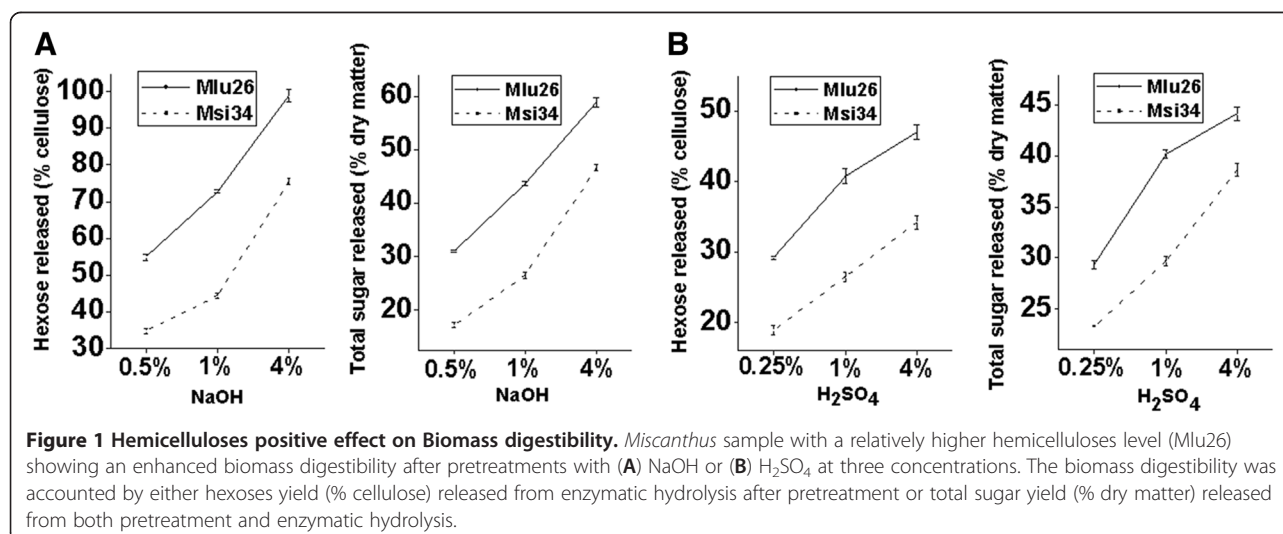 A
B
Hexose released (% cellulose)
100
90
80
70
60
50
40
30
Mlu26
Msi34
0.5% 1% 4%
NaOH
Total sugar released (% dry matter)
60
50
40
30
20
Mlu26
Msi34
0.5% 1% 4%
NaOH
Hexose released (% cellulose)
50
40
30
20
Mlu26
Msi34
0.25% 1% 4%
H₂SO₄
Total sugar released (% dry matter)
45
40
35
30
25
Mlu26
Msi34
0.25% 1% 4%
H₂SO₄
Figure 1 Hemicelluloses positive effect on Biomass digestibility. Miscanthus sample with a relatively higher hemicelluloses level (Mlu26)
showing an enhanced biomass digestibility after pretreatments with (A) NaOH or (B) H₂SO₄ at three concentrations. The biomass digestibility was
accounted by either hexoses yield (% cellulose) released from enzymatic hydrolysis after pretreatment or total sugar yield (% dry matter) released
from both pretreatment and enzymatic hydrolysis.